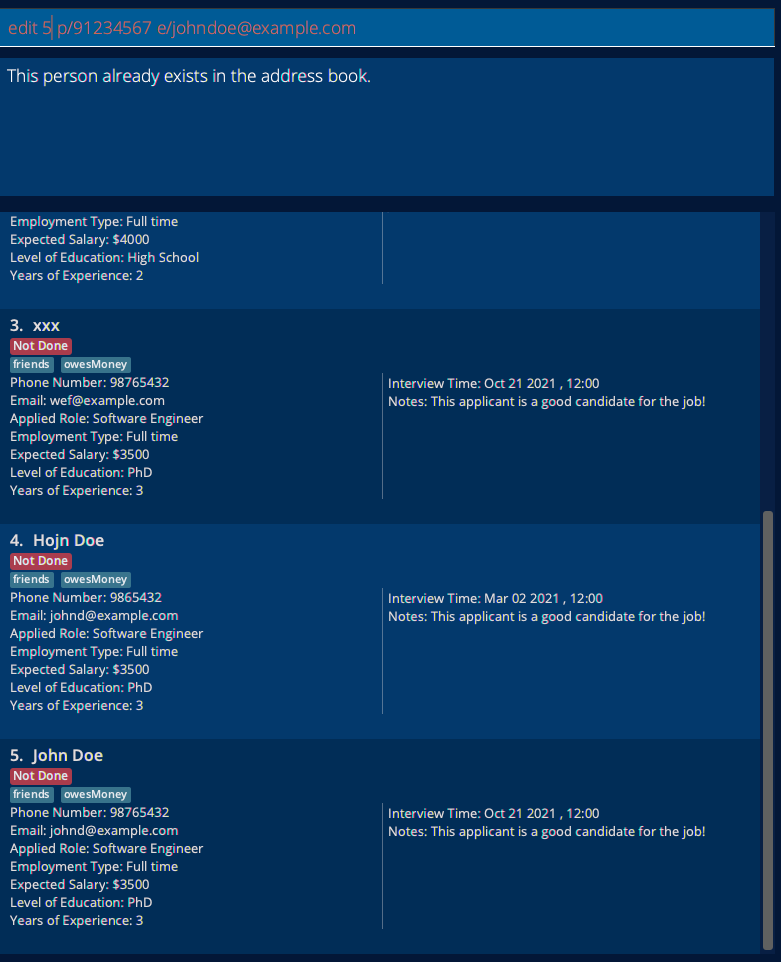 edit 5 p/91234567 e/johndoe@example.com
This person already exists in the address book.
Employment Type: Full time
Expected Salary: $4000
Level of Education: High School
Years of Experience: 2
3. xxx
Not Done
friends owesMoney
Phone Number: 98765432
Email: wef@example.com
Applied Role: Software Engineer
Employment Type: Full time
Expected Salary: $3500
Level of Education: PhD
Years of Experience: 3
Interview Time: Oct 21 2021 , 12:00
Notes: This applicant is a good candidate for the job!
4. Hojn Doe
Not Done
friends owesMoney
Phone Number: 9865432
Email: johnd@example.com
Applied Role: Software Engineer
Employment Type: Full time
Expected Salary: $3500
Level of Education: PhD
Years of Experience: 3
Interview Time: Mar 02 2021 , 12:00
Notes: This applicant is a good candidate for the job!
5. John Doe
Not Done
friends owesMoney
Phone Number: 98765432
Email: johnd@example.com
Applied Role: Software Engineer
Employment Type: Full time
Expected Salary: $3500
Level of Education: PhD
Years of Experience: 3
Interview Time: Oct 21 2021 , 12:00
Notes: This applicant is a good candidate for the job!